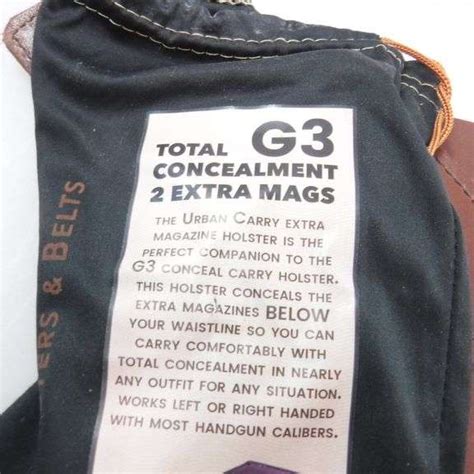 TOTAL G3
CONCEALMENT
2 EXTRA MAGS
THE URBAN CARRY EXTRA
MAGAZINE HOLSTER IS THE
PERFECT COMPANION TO THE
G3 CONCEAL CARRY HOLSTER.
THIS HOLSTER CONCEALS THE
EXTRA MAGAZINES BELOW
YOUR WAISTLINE SO YOU CAN
CARRY COMFORTABLY WITH
TOTAL CONCEALMENT IN NEARLY
ANY OUTFIT FOR ANY SITUATION.
WORKS LEFT OR RIGHT HANDED
WITH MOST HANDGUN CALIBERS.
& BELTS